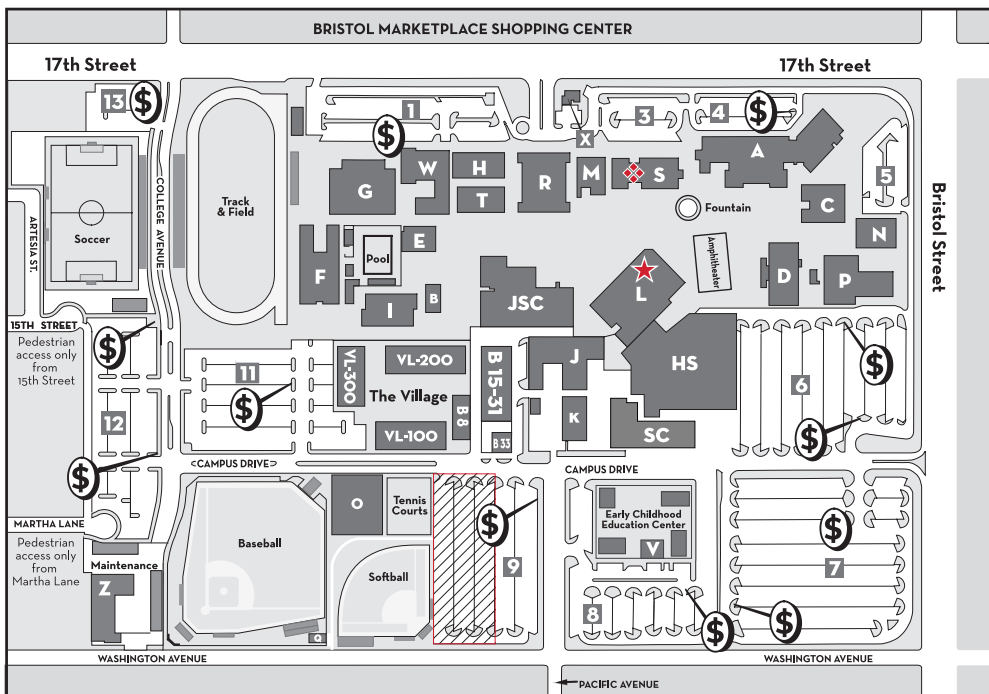 BRISTOL MARKETPLACE SHOPPING CENTER
17th Street
17th Street
13
$
1
$
X
3
4
$
A
5
W
H
T
G
R
M
S
C
N
COLLEGE AVENUE
ARTESIA ST.
Soccer
Track
& Field
Fountain
Amphitheater
Bristol Street
E
F
Pool
I
B
JSC
L
D
P
15TH STREET
Pedestrian
access only
from
15th Street
$
11
$
12
$
VL-300
VL-200
The Village
VL-100
B 8
B 15-31
B 33
J
K
HS
SC
6
$
$
<CAMPUS DRIVE>
CAMPUS DRIVE
MARTHA LANE
Pedestrian
access only
from
Martha Lane
Maintenance
Z
Baseball
O
Tennis
Courts
Softball
Q
$
9
Early Childhood
Education Center
V
8
$
$
7
$
WASHINGTON AVENUE
WASHINGTON AVENUE
PACIFIC AVENUE